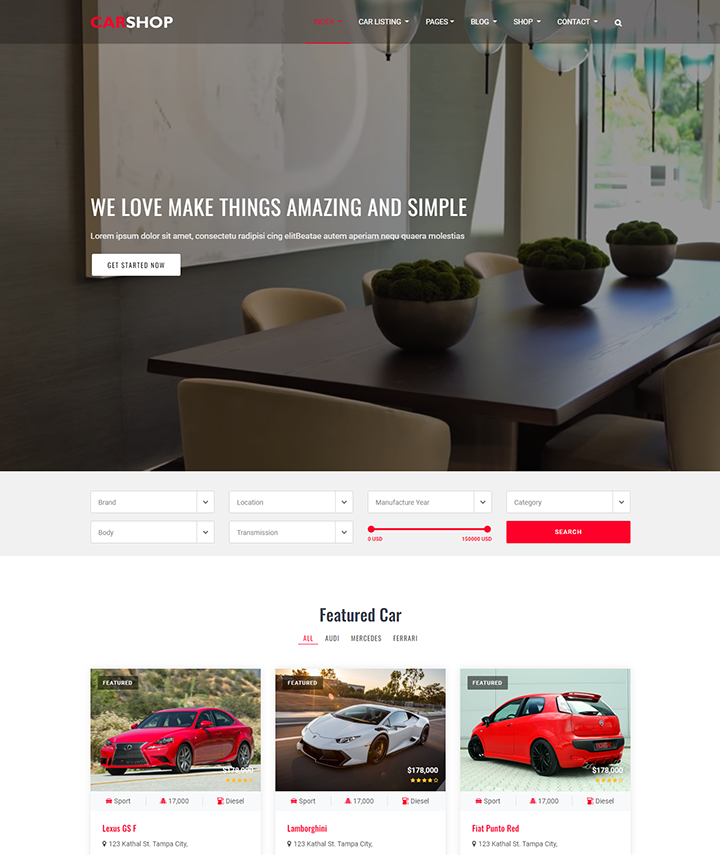 CARSHOP
INDEX CAR LISTING PAGES BLOG SHOP CONTACT
WE LOVE MAKE THINGS AMAZING AND SIMPLE
Lorem ipsum dolor sit amet, consectetu radipisi cing elitBeatae autem aperiam nequ quaera molestias
GET STARTED NOW
Brand Location Manufacture Year Category
Body Transmission SEARCH
0 USD 150000 USD
Featured Car
ALL AUDI MERCEDES FERRARI
FEATURED FEATURED FEATURED
$178,000 $178,000 $178,000
Sport 17,000 Diesel Sport 17,000 Diesel Sport 17,000 Diesel
Lexus GS F Lamborghini Fiat Punto Red
123 Kathal St. Tampa City, 123 Kathal St. Tampa City, 123 Kathal St. Tampa City,